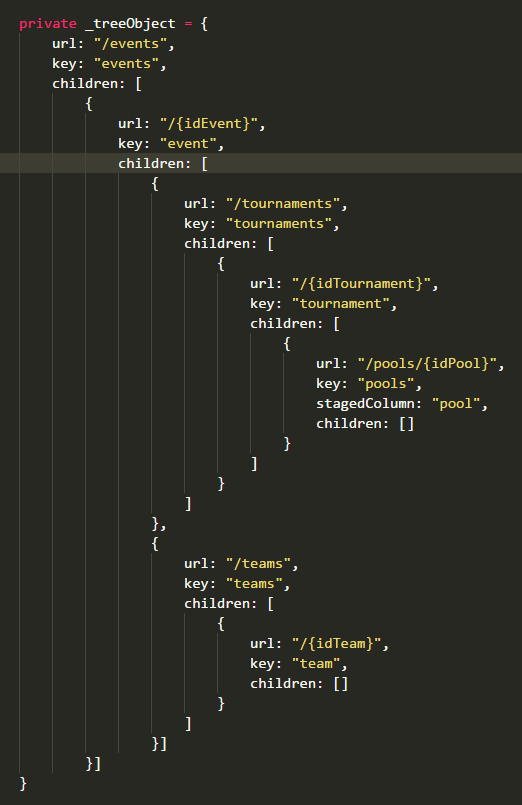 private _treeObject = {
    url: "/events",
    key: "events",
    children: [
        {
            url: "/{idEvent}",
            key: "event",
            children: [
                {
                    url: "/tournaments",
                    key: "tournaments",
                    children: [
                        {
                            url: "/{idTournament}",
                            key: "tournament",
                            children: [
                                {
                                    url: "/pools/{idPool}",
                                    key: "pools",
                                    stagedColumn: "pool",
                                    children: []
                                }
                            ]
                        }
                    ]
                },
                {
                    url: "/teams",
                    key: "teams",
                    children: [
                        {
                            url: "/{idTeam}",
                            key: "team",
                            children: []
                        }
                    ]
                }]
        }]
}